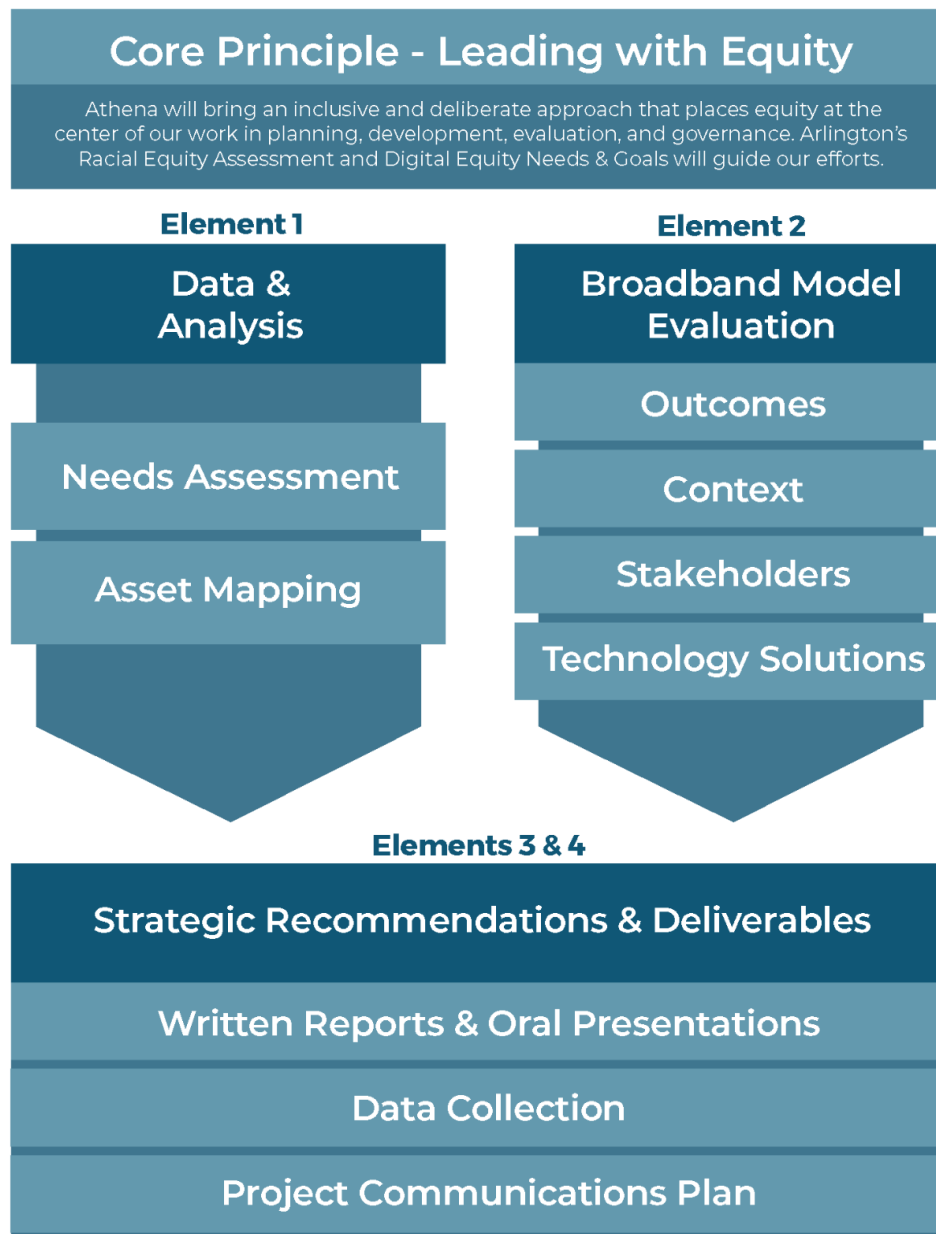 Core Principle - Leading with Equity
Athena will bring an inclusive and deliberate approach that places equity at the
center of our work in planning, development, evaluation, and governance. Arlington’s
Racial Equity Assessment and Digital Equity Needs & Goals will guide our efforts.
Element 1
Data &
Analysis
Needs Assessment
Asset Mapping
Element 2
Broadband Model
Evaluation
Outcomes
Context
Stakeholders
Technology Solutions
Elements 3 & 4
Strategic Recommendations & Deliverables
Written Reports & Oral Presentations
Data Collection
Project Communications Plan